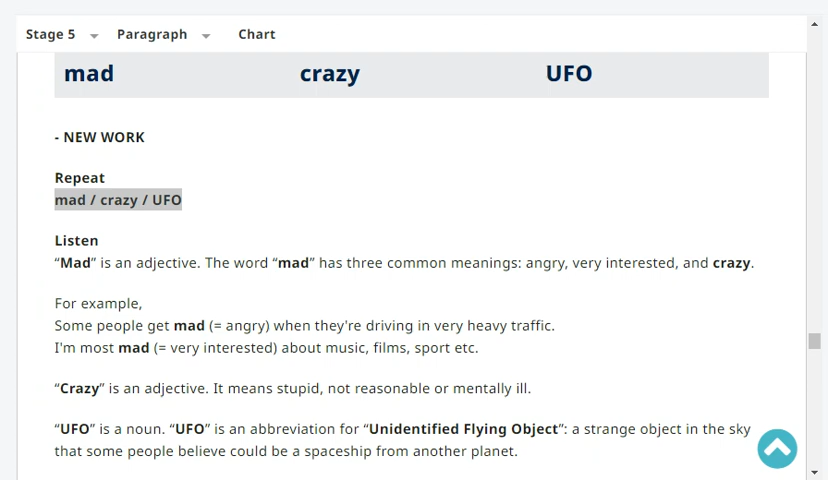 Stage 5 Paragraph Chart
mad crazy UFO
- NEW WORK
Repeat
mad / crazy / UFO
Listen
“Mad” is an adjective. The word “mad” has three common meanings: angry, very interested, and crazy.
For example,
Some people get mad (= angry) when they're driving in very heavy traffic.
I'm most mad (= very interested) about music, films, sport etc.
“Crazy” is an adjective. It means stupid, not reasonable or mentally ill.
“UFO” is a noun. “UFO” is an abbreviation for “Unidentified Flying Object”: a strange object in the sky
that some people believe could be a spaceship from another planet.